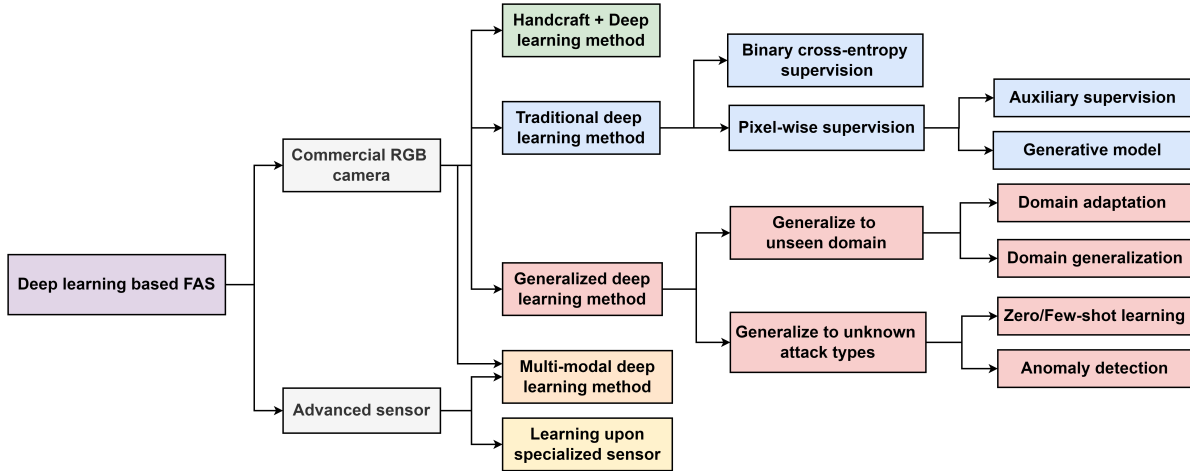 Deep learning based FAS
Commercial RGB
camera
Advanced sensor
Handcraft + Deep
learning method
Traditional deep
learning method
Generalized deep
learning method
Multi-modal deep
learning method
Learning upon
specialized sensor
Binary cross-entropy
supervision
Pixel-wise supervision
Generalize to
unseen domain
Generalize to unknown
attack types
Auxiliary supervision
Generative model
Domain adaptation
Domain generalization
Zero/Few-shot learning
Anomaly detection